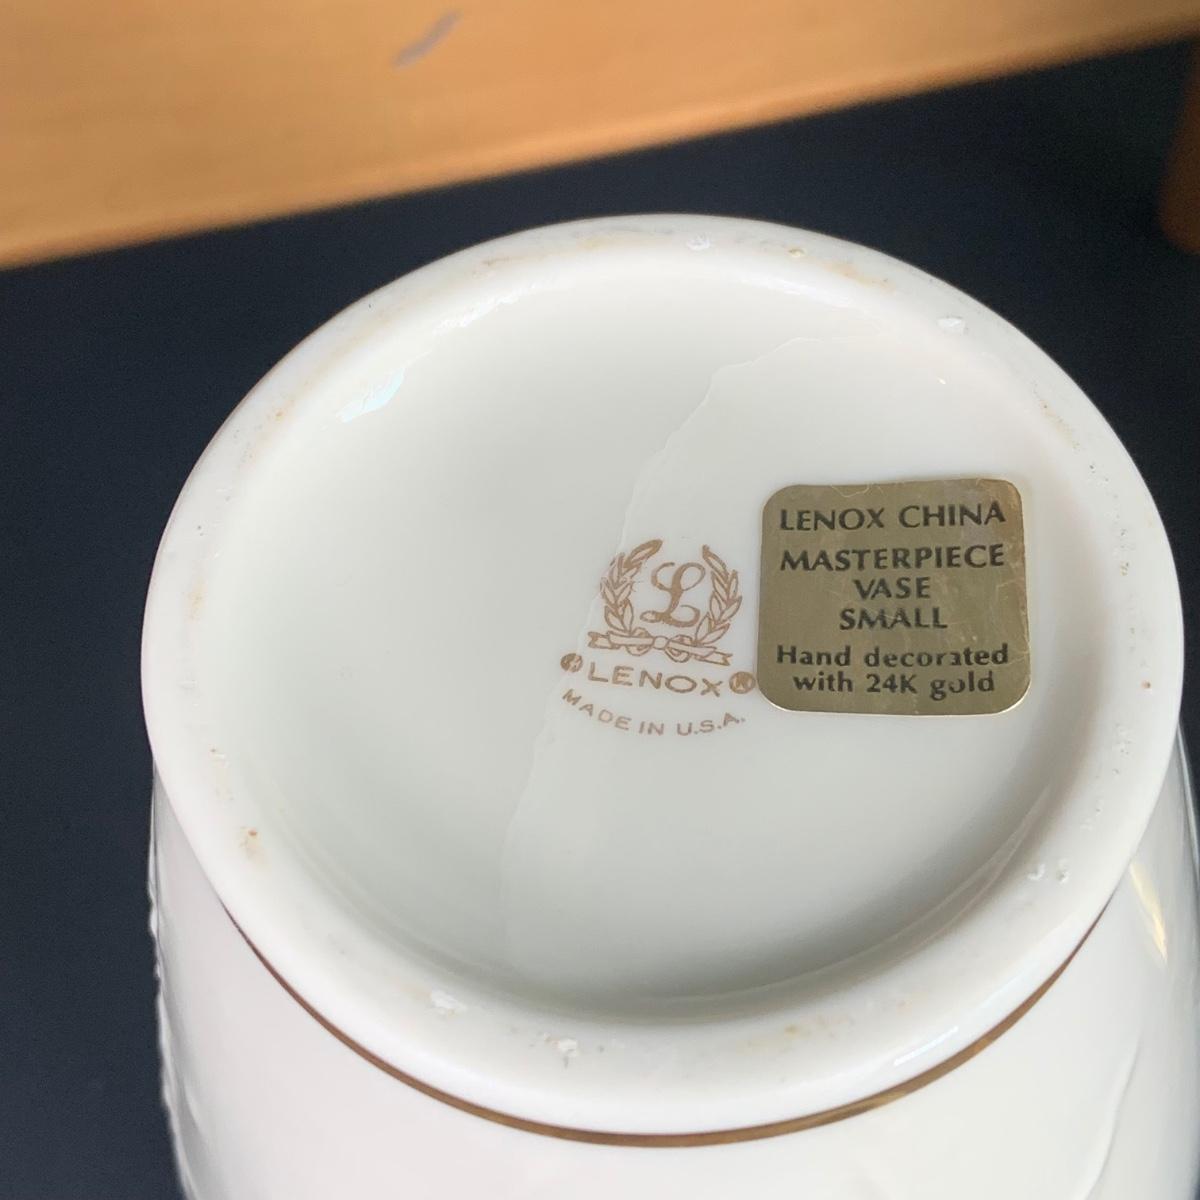 L
®LENOX®
MADE IN U.S.A.
LENOX CHINA
MASTERPIECE
VASE
SMALL
Hand decorated
with 24K gold